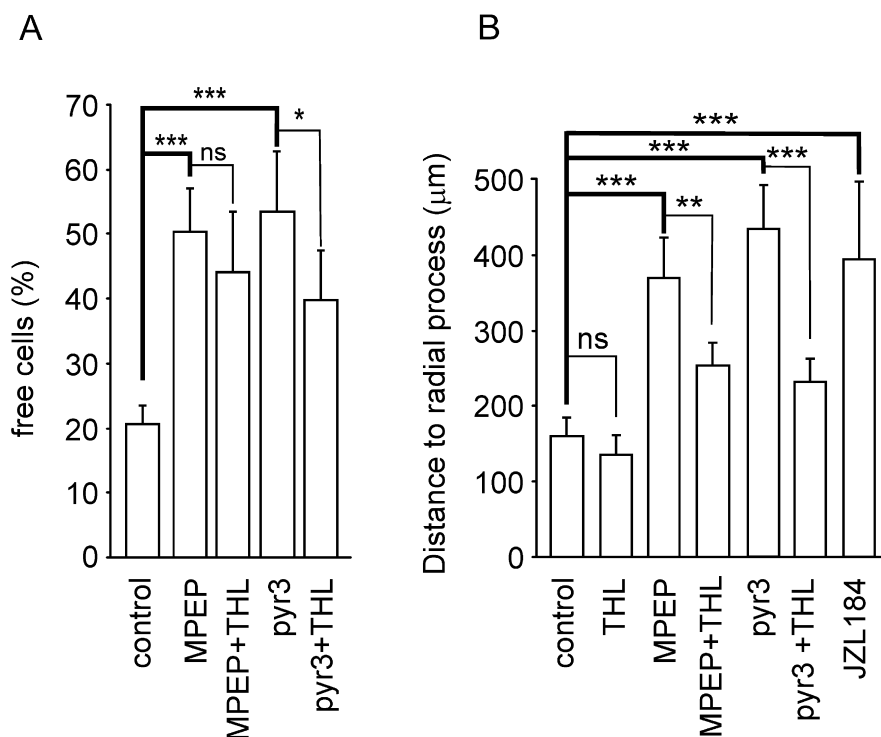 A
free cells (%)
70
60
50
40
30
20
10
0
***
***
ns
*
control
MPEP
MPEP+THL
pyr3
pyr3+THL
B
Distance to radial process (μm)
500
400
300
200
100
0
***
***
***
***
**
ns
control
THL
MPEP
MPEP+THL
pyr3
pyr3 +THL
JZL184